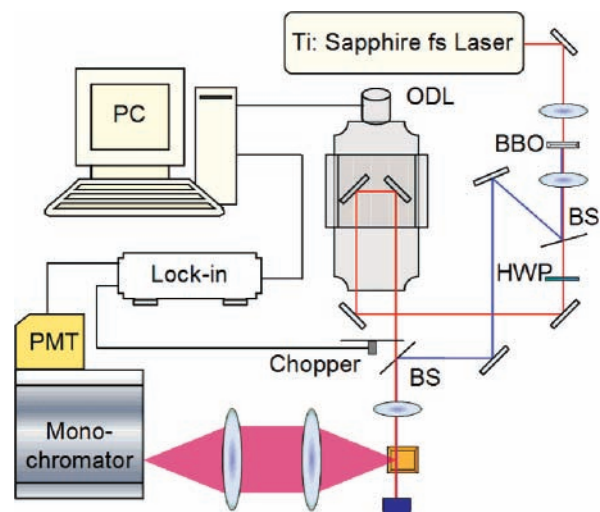 Ti: Sapphire fs Laser
ODL
PC
BBO
BS
HWP
Lock-in
PMT
Chopper
BS
Mono-
chromator